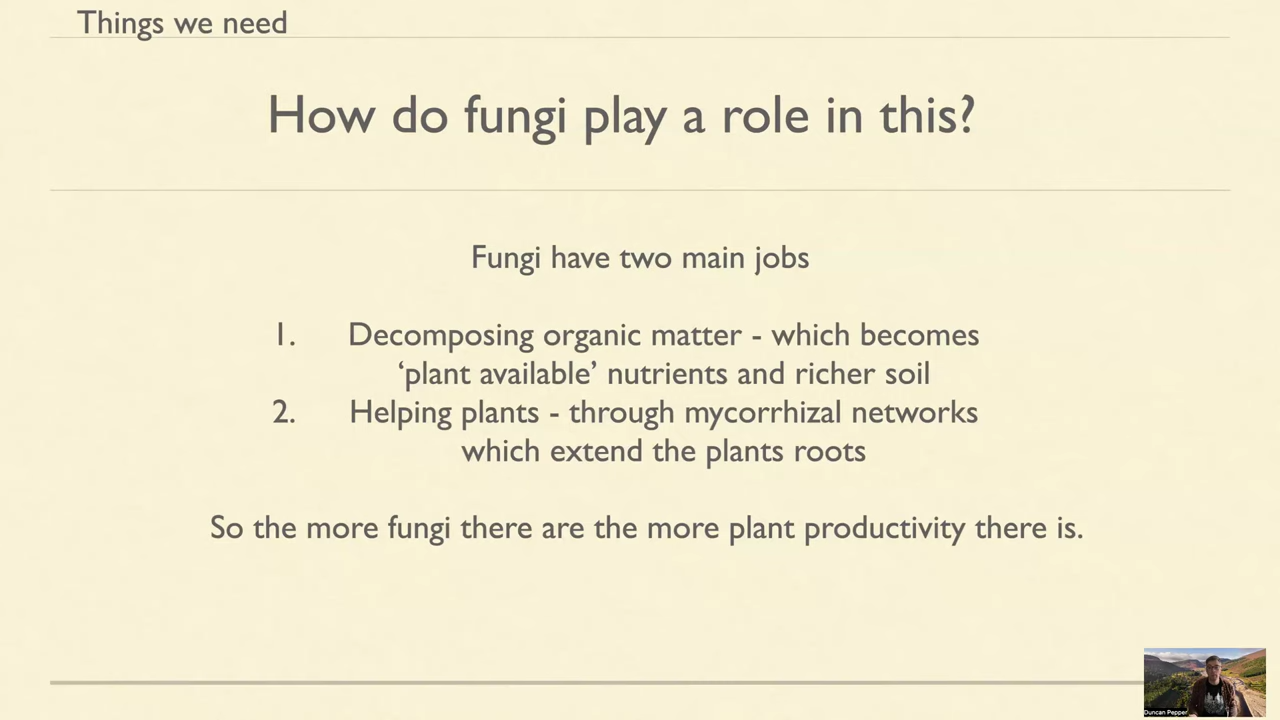 Things we need
How do fungi play a role in this?
Fungi have two main jobs
1. Decomposing organic matter - which becomes
‘plant available’ nutrients and richer soil
2. Helping plants - through mycorrhizal networks
which extend the plants roots
So the more fungi there are the more plant productivity there is.
Duncan Pepper